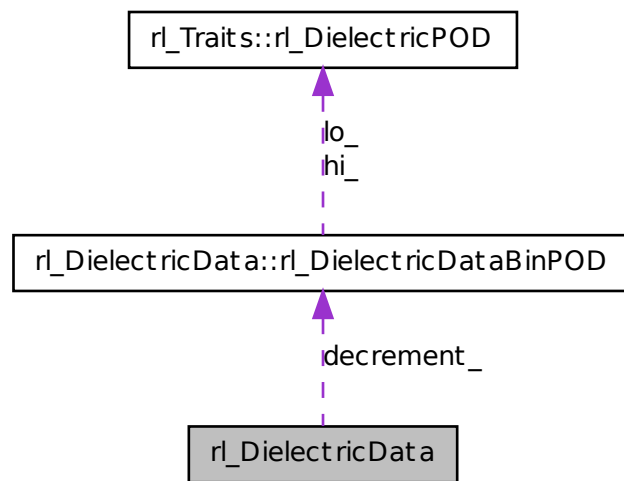 rl_Traits::rl_DielectricPOD
lo_
hi_
rl_DielectricData::rl_DielectricDataBinPOD
decrement_
rl_DielectricData